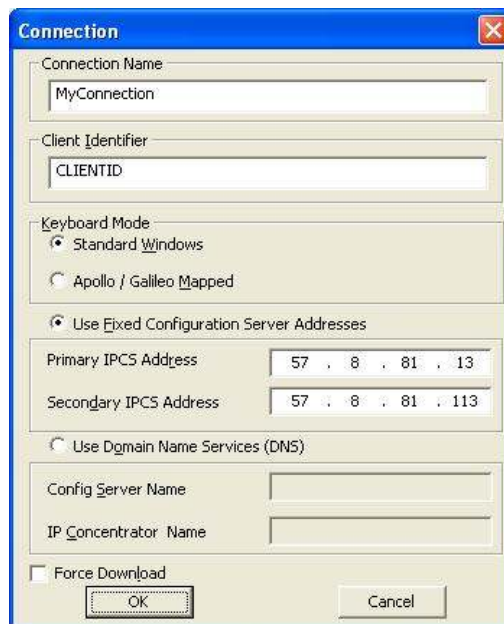 Connection
Connection Name
MyConnection
Client Identifier
CLIENTID
Keyboard Mode
Standard Windows
Apollo / Galileo Mapped
Use Fixed Configuration Server Addresses
Primary IPCS Address 57 . 8 . 81 . 13
Secondary IPCS Address 57 . 8 . 81 . 113
Use Domain Name Services (DNS)
Config Server Name
IP Concentrator Name
Force Download
OK Cancel